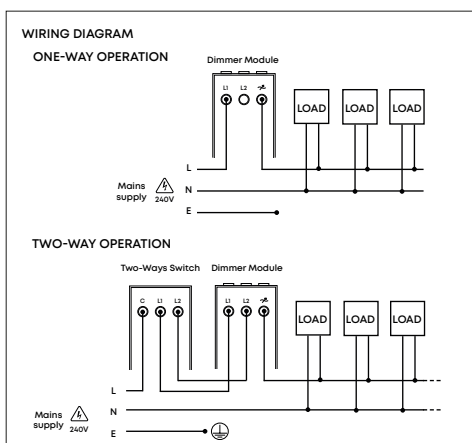 WIRING DIAGRAM
ONE-WAY OPERATION
Dimmer Module
L1 L2
LOAD LOAD LOAD
L
N
Mains supply 240V
E
TWO-WAY OPERATION
Two-Ways Switch Dimmer Module
C L1 L2 L1 L2
LOAD LOAD LOAD
L
N
Mains supply 240V
E